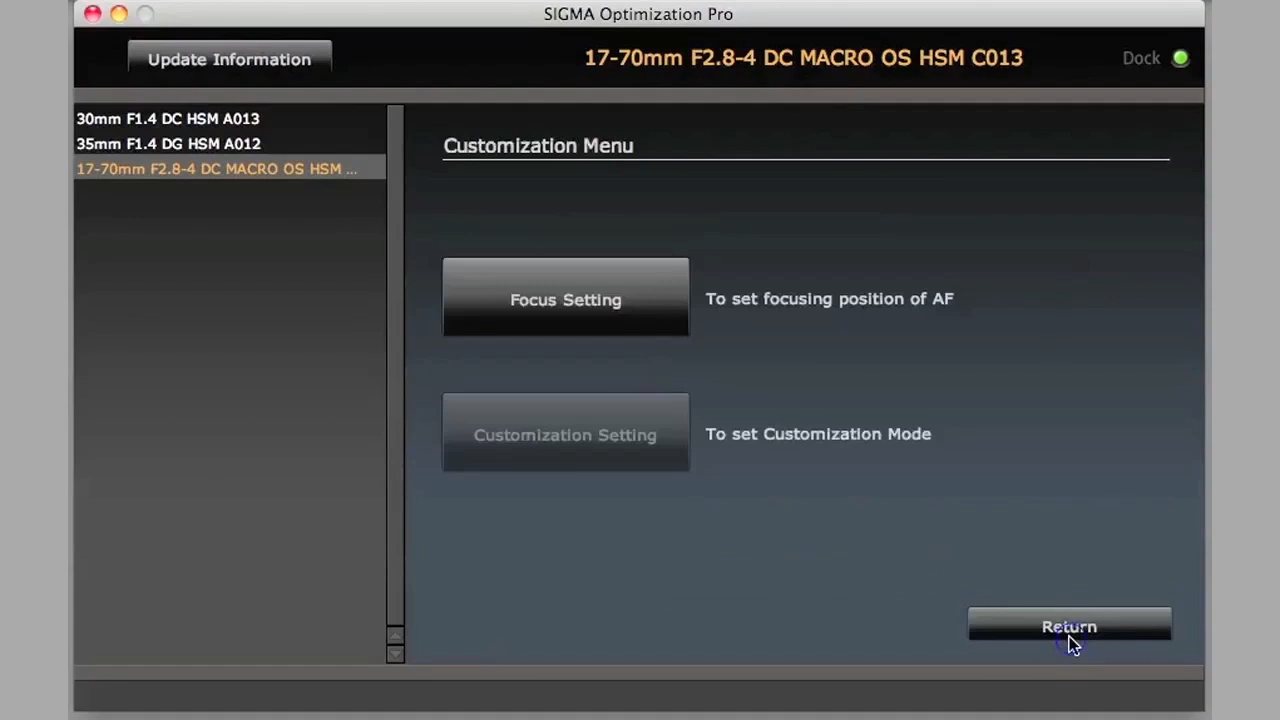 SIGMA Optimization Pro
Update Information
17-70mm F2.8-4 DC MACRO OS HSM C013
Dock
30mm F1.4 DC HSM A013
35mm F1.4 DG HSM A012
17-70mm F2.8-4 DC MACRO OS HSM ...
Customization Menu
Focus Setting
To set focusing position of AF
Customization Setting
To set Customization Mode
Return